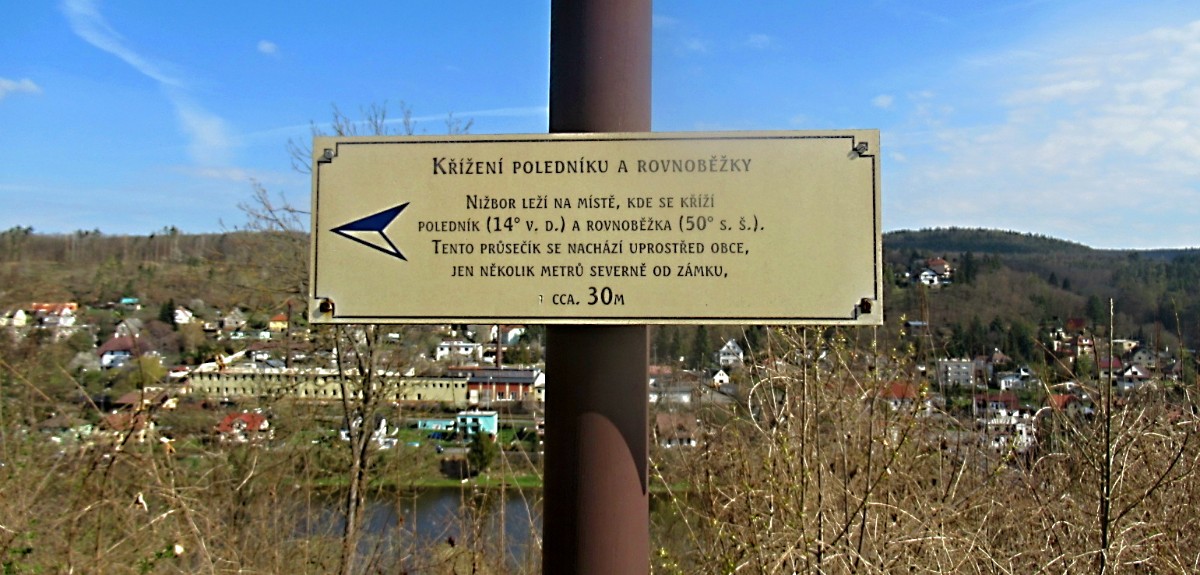 Křížení poledníku a rovnoběžky
Nižbor leží na místě, kde se kříží
poledník (14° v. d.) a rovnoběžka (50° s. š.).
Tento průsečík se nachází uprostřed obce,
jen několik metrů severně od zámku,
cca. 30m